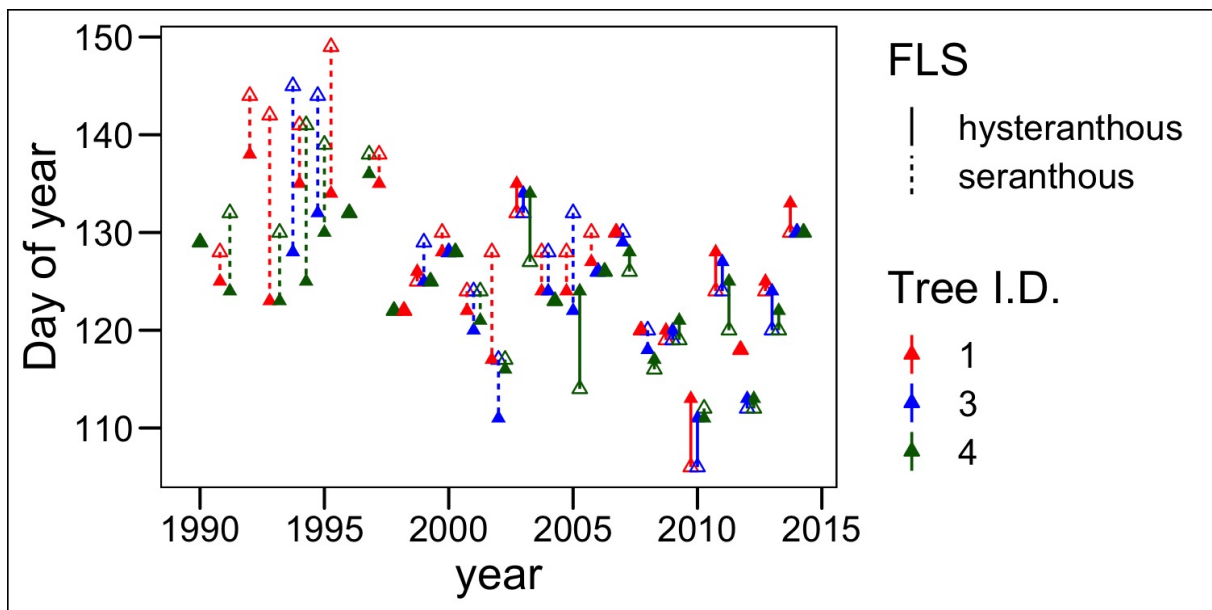 150
140
130
120
110
Day of year
1990 1995 2000 2005 2010 2015
year
FLS
hysteranthous
seranthous
Tree I.D.
1
3
4